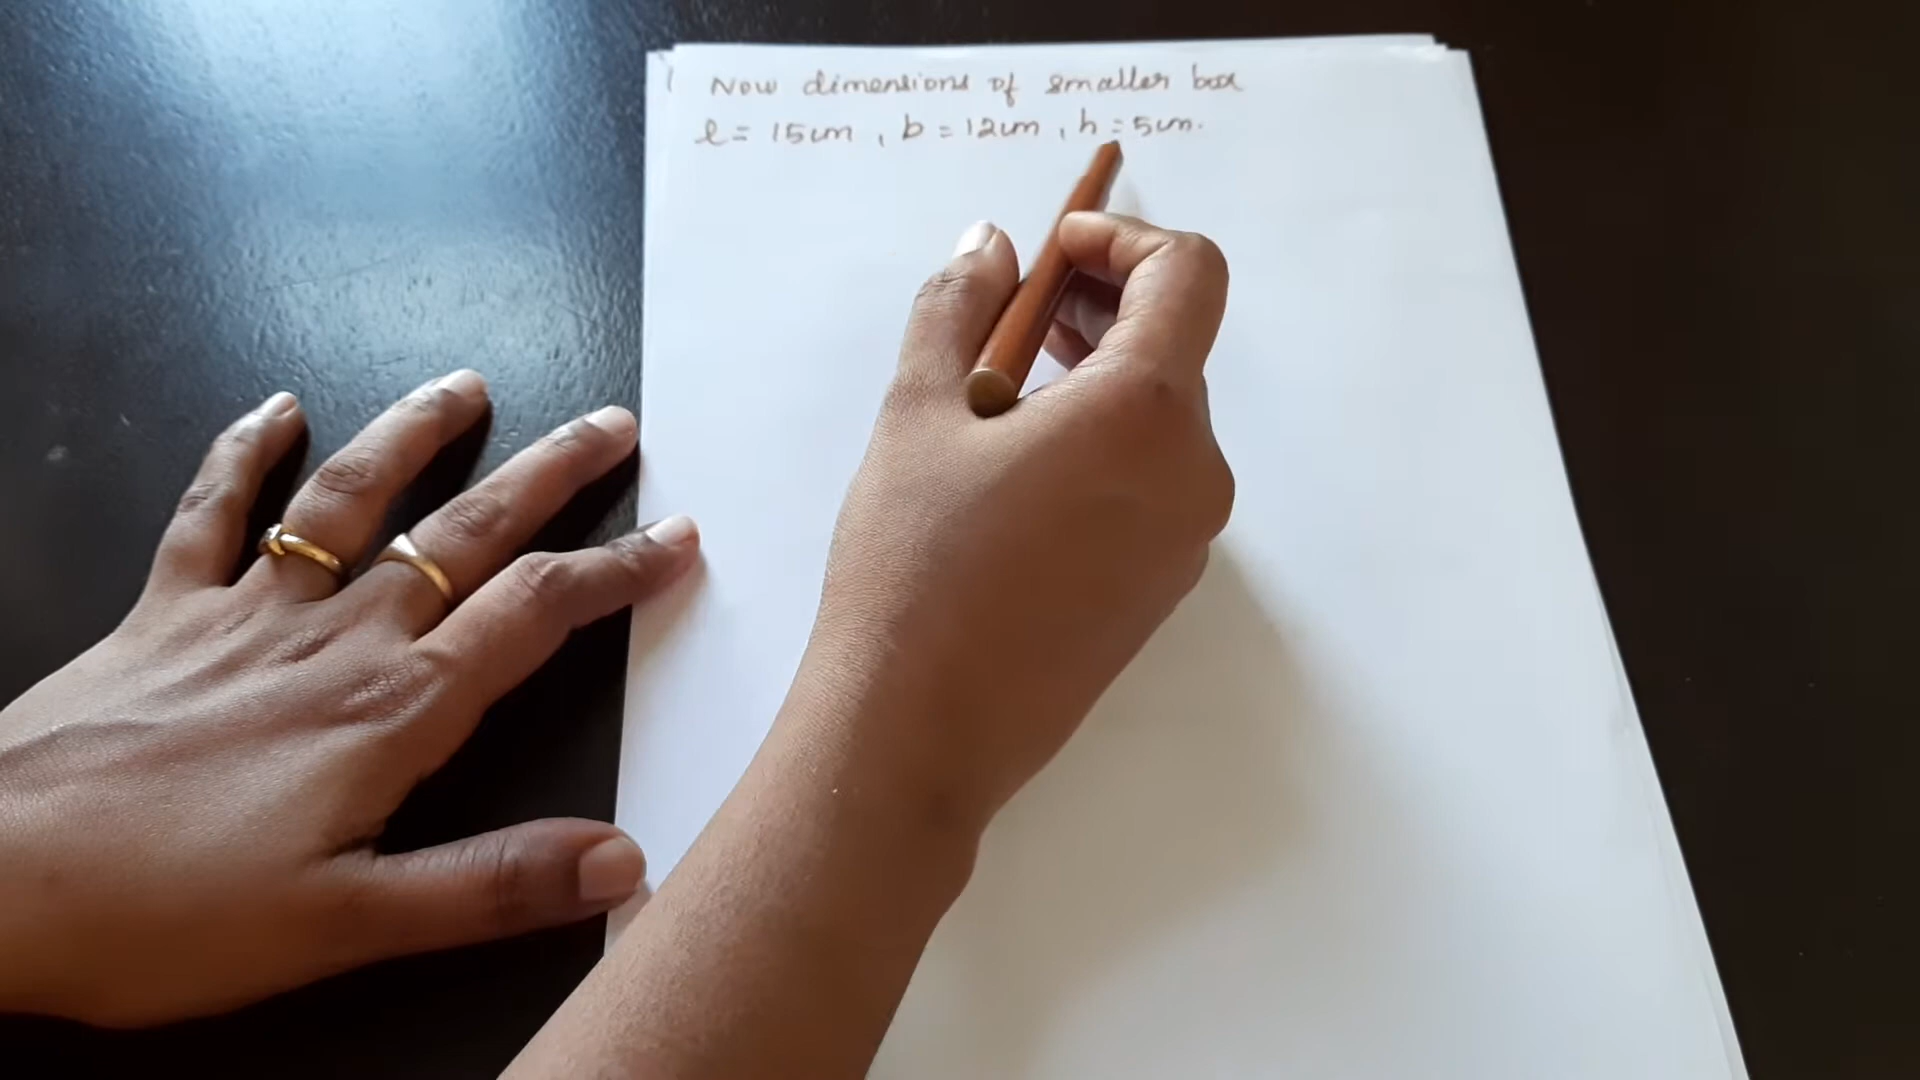 Now dimensions of smaller box
l = 15cm , b = 12cm , h = 5cm.